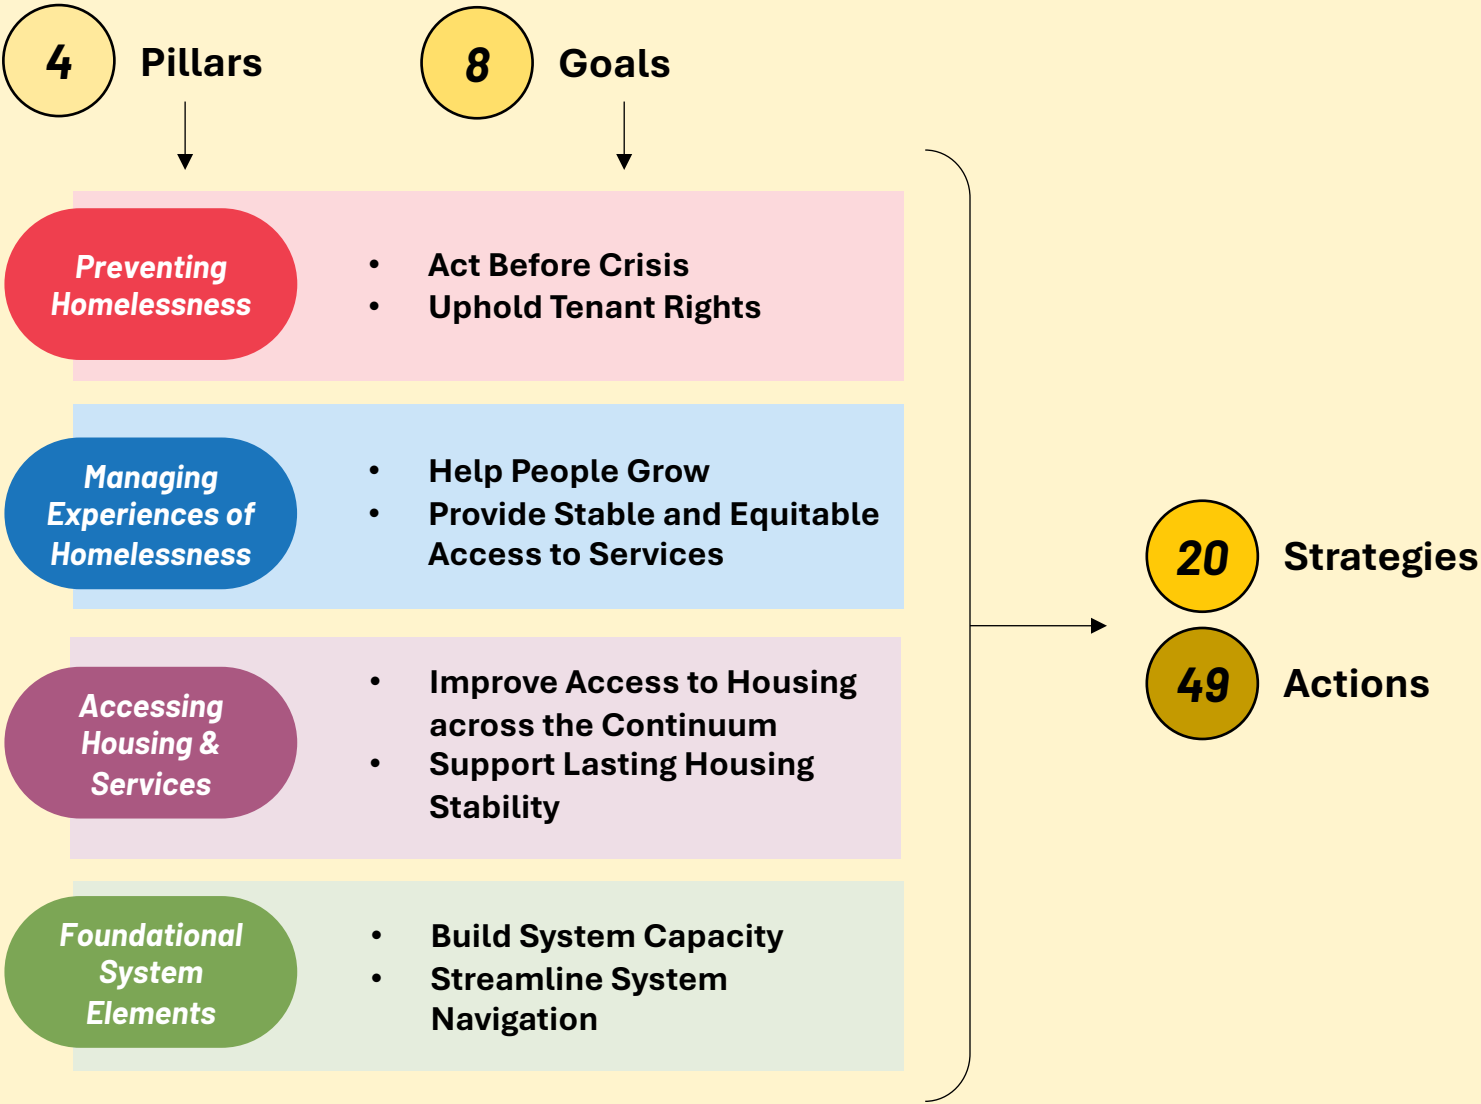 4 Pillars
8 Goals
Preventing
Homelessness
• Act Before Crisis
• Uphold Tenant Rights
Managing
Experiences of
Homelessness
• Help People Grow
• Provide Stable and Equitable
Access to Services
Accessing
Housing &
Services
• Improve Access to Housing
across the Continuum
• Support Lasting Housing
Stability
Foundational
System
Elements
• Build System Capacity
• Streamline System
Navigation
20 Strategies
49 Actions